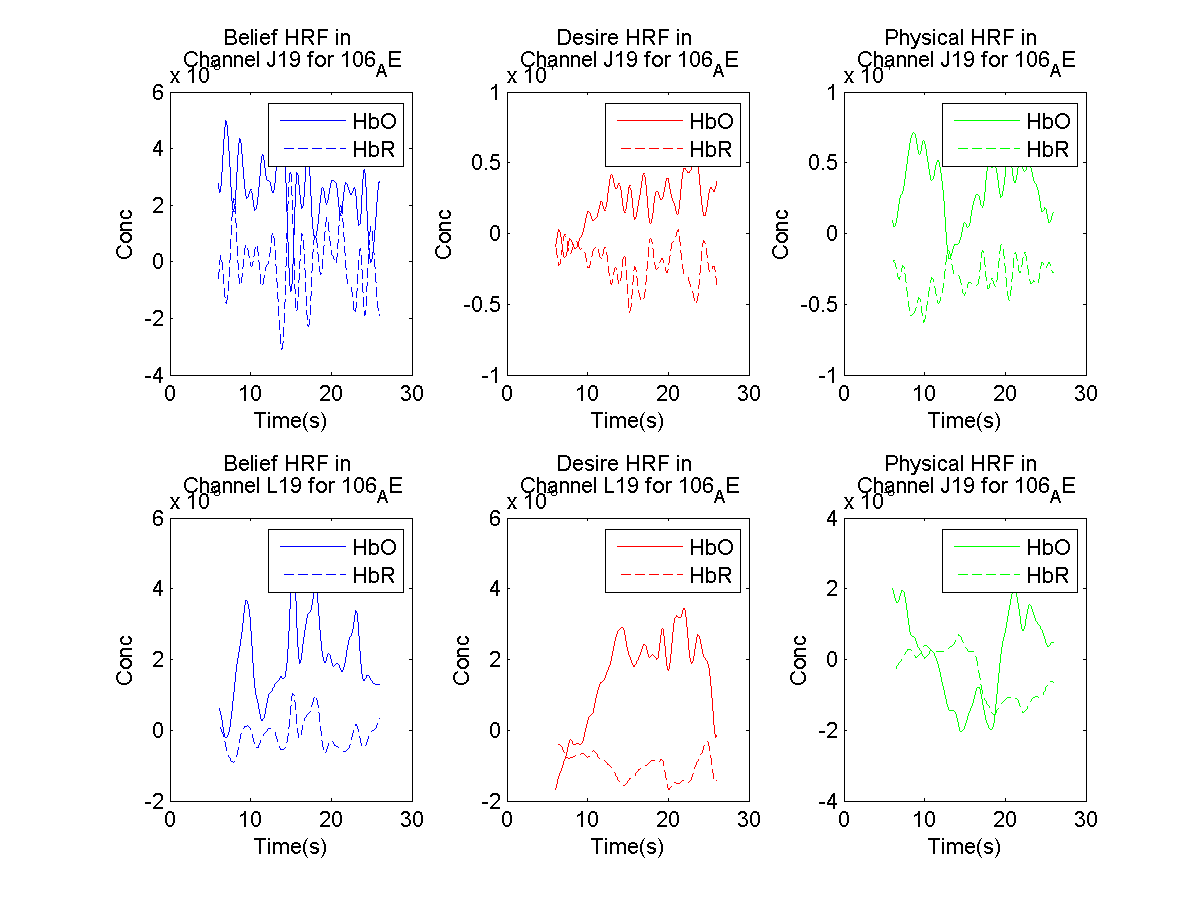 Belief HRF in
Channel J19 for 106AE
x 10
6
4
2
0
-2
-4
0 10 20 30
Conc
Time(s)
HbO
HbR
Desire HRF in
Channel J19 for 106AE
x 10
1
0.5
0
-0.5
-1
0 10 20 30
Conc
Time(s)
HbO
HbR
Physical HRF in
Channel J19 for 106AE
x 10
1
0.5
0
-0.5
-1
0 10 20 30
Conc
Time(s)
HbO
HbR
Belief HRF in
Channel L19 for 106AE
x 10
6
4
2
0
-2
0 10 20 30
Conc
Time(s)
HbO
HbR
Desire HRF in
Channel L19 for 106AE
x 10
6
4
2
0
-2
0 10 20 30
Conc
Time(s)
HbO
HbR
Physical HRF in
Channel J19 for 106AE
x 10
4
2
0
-2
-4
0 10 20 30
Conc
Time(s)
HbO
HbR